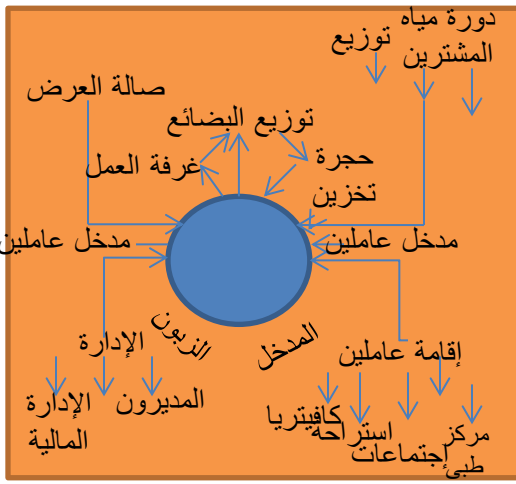 دورة مياه
توزيع المشترين
صالة العرض
توزيع البضائع
حجرة
تخزين
غرفة العمل
مدخل عاملين
مدخل عاملين
الزبون
المدخل
الإدارة
إقامة عاملين
المديرون
الإدارة
المالية
كافيتريا
استراحة
إجتماعات
مركز
طبي